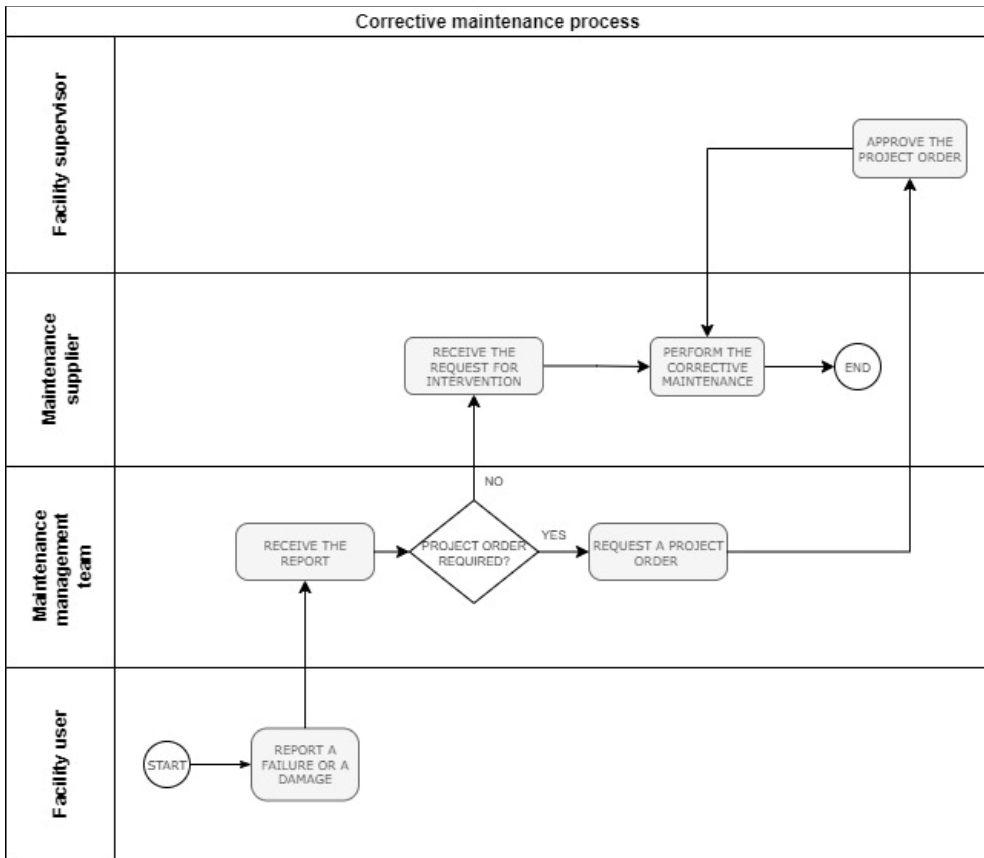 Corrective maintenance process
Facility supervisor
APPROVE THE
PROJECT ORDER
Maintenance
supplier
RECEIVE THE
REQUEST FOR
INTERVENTION
PERFORM THE
CORRECTIVE
MAINTENANCE
END
Maintenance
management
team
NO
RECEIVE THE
REPORT
PROJECT ORDER
REQUIRED?
YES
REQUEST A PROJECT
ORDER
Facility user
START
REPORT A
FAILURE OR A
DAMAGE